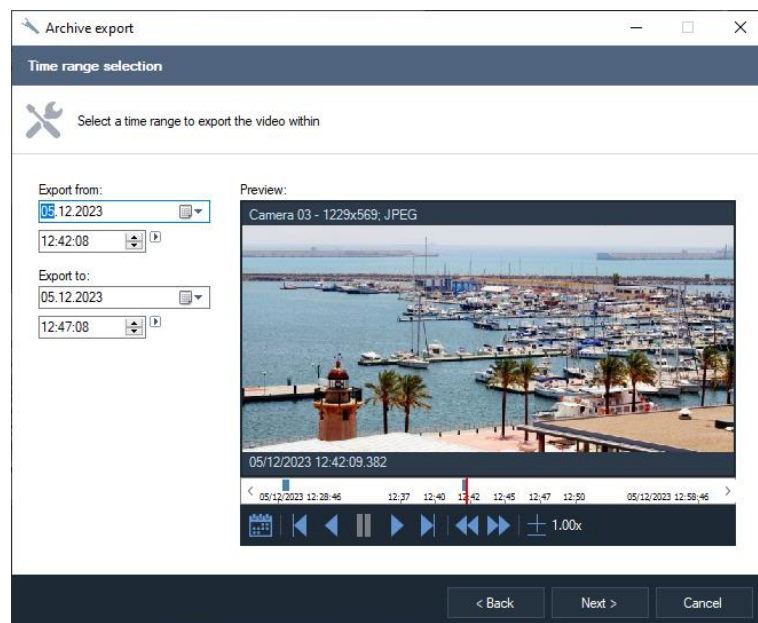 Archive export
Time range selection
Select a time range to export the video within
Export from:
05.12.2023
12:42:08
Export to:
05.12.2023
12:47:08
Preview:
Camera 03 - 1229x569; JPEG
05/12/2023 12:42:09.382
05/12/2023 12:28:46 12:37 12:40 12:42 12:45 12:47 12:50 05/12/2023 12:58:46
1.00x
< Back Next > Cancel